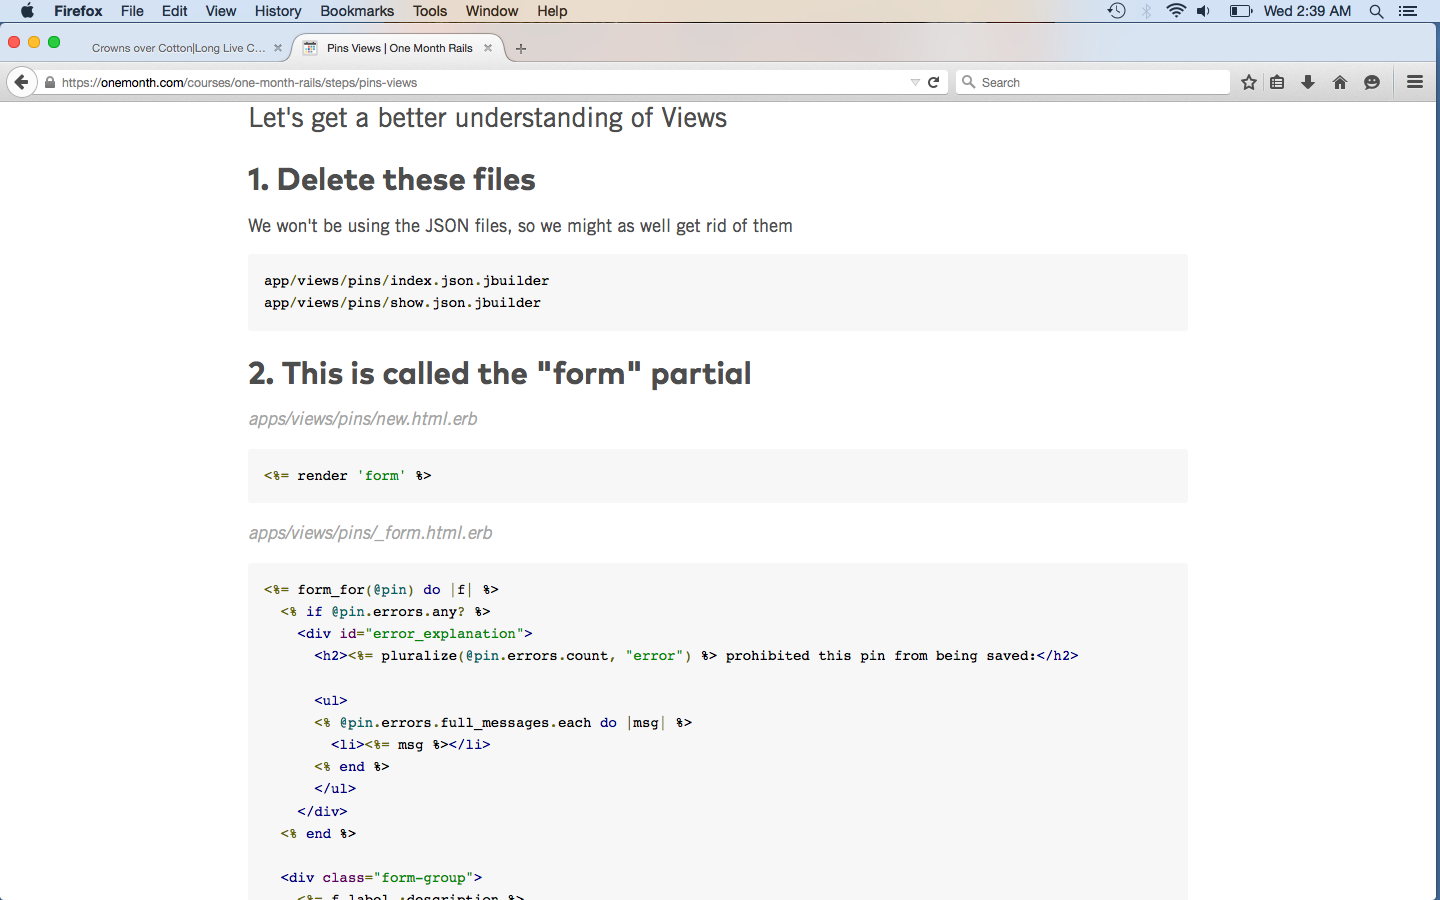 Firefox File Edit View History Bookmarks Tools Window Help Wed 2:39 AM
Crowns over Cotton|Long Live C... Pins Views | One Month Rails
https://onemonth.com/courses/one-month-rails/steps/pins-views Search
Let's get a better understanding of Views
1. Delete these files
We won't be using the JSON files, so we might as well get rid of them
app/views/pins/index.json.jbuilder
app/views/pins/show.json.jbuilder
2. This is called the "form" partial
apps/views/pins/new.html.erb
<%= render 'form' %>
apps/views/pins/_form.html.erb
<%= form_for(@pin) do |f| %>
<% if @pin.errors.any? %>
<div id="error_explanation">
<h2><%= pluralize(@pin.errors.count, "error") %> prohibited this pin from being saved:</h2>
<ul>
<% @pin.errors.full_messages.each do |msg| %>
<li><%= msg %></li>
<% end %>
</ul>
</div>
<% end %>
<div class="form-group">
<%= f.label :description %>